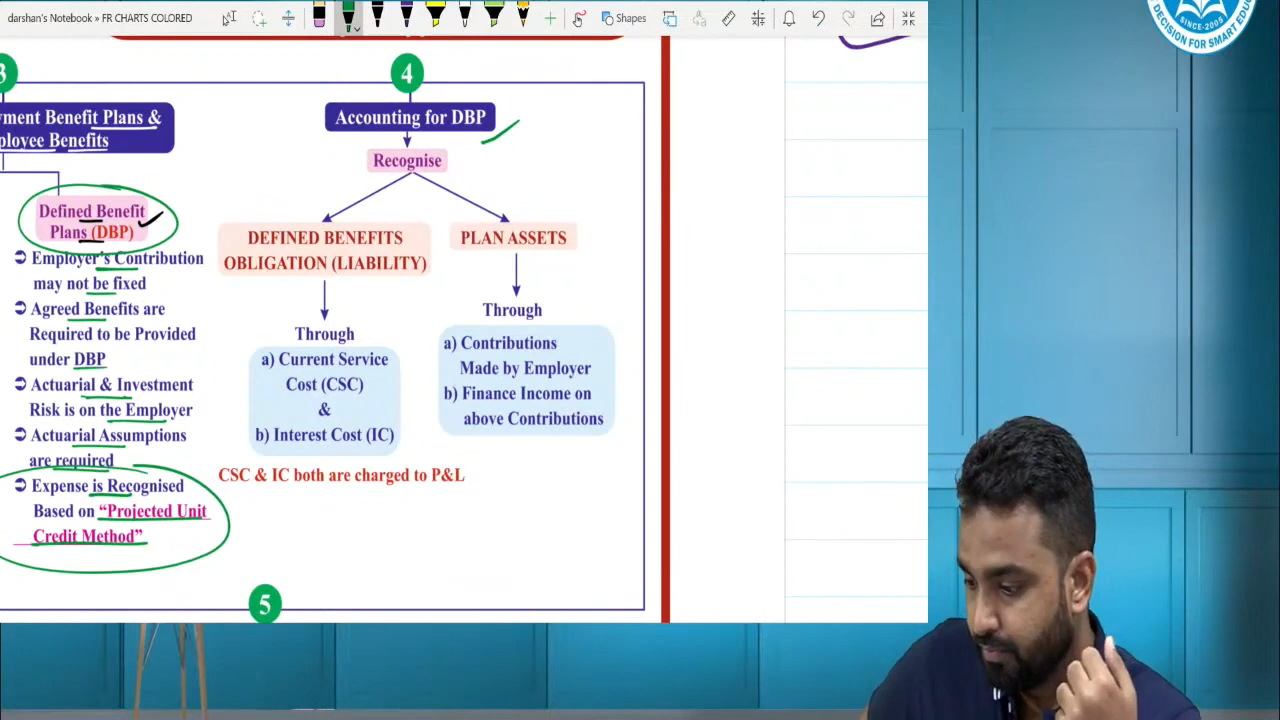 darshan's Notebook » FR CHARTS COLORED
Shapes
SINCE-2005
DECISION FOR SMART
3
4
Benefit Plans &
Benefits
Accounting for DBP
Recognise
Defined Benefit
Plans (DBP)
Employer's Contribution
may not be fixed
Agreed Benefits are
Required to be Provided
under DBP
Actuarial & Investment
Risk is on the Employer
Actuarial Assumptions
are required
Expense is Recognised
Based on “Projected Unit
Credit Method”
DEFINED BENEFITS
OBLIGATION (LIABILITY)
Through
a) Current Service
Cost (CSC)
&
b) Interest Cost (IC)
PLAN ASSETS
Through
a) Contributions
Made by Employer
b) Finance Income on
above Contributions
CSC & IC both are charged to P&L
5